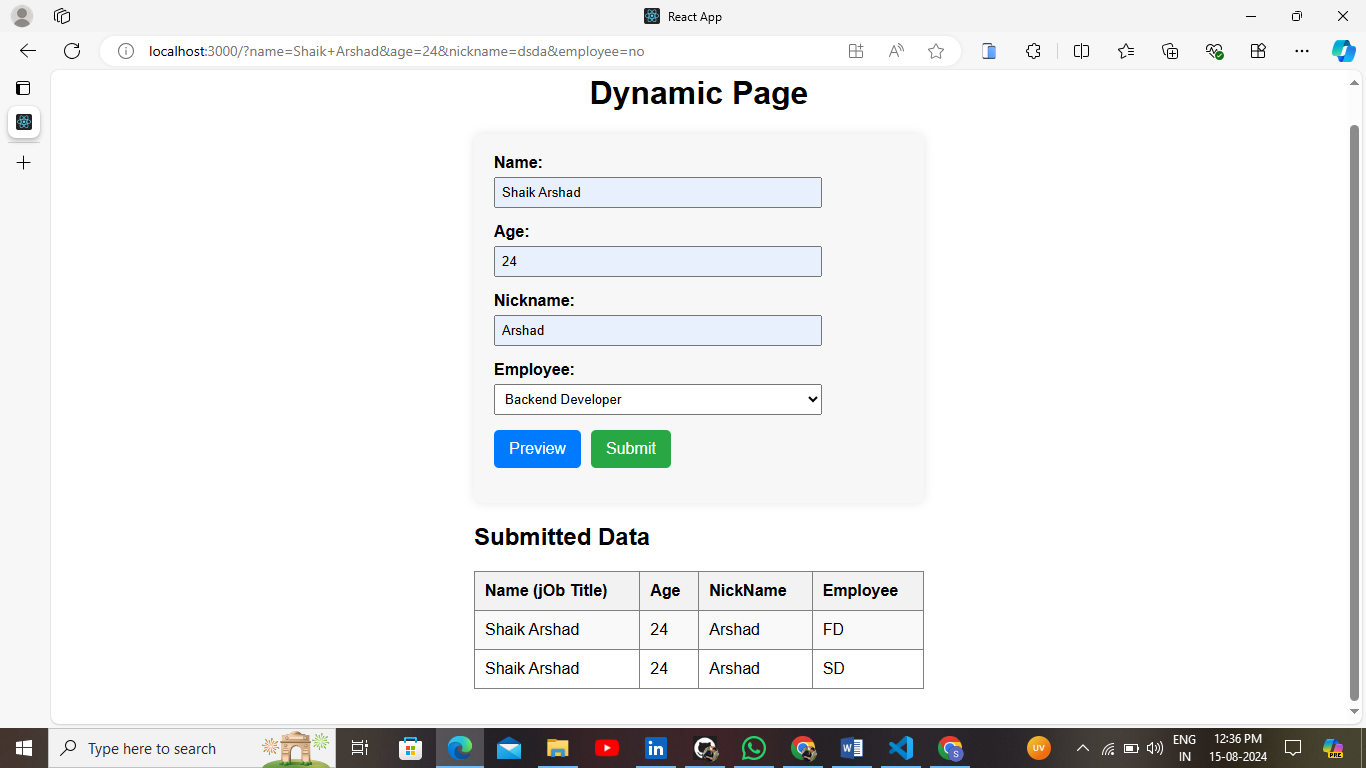 React App
localhost:3000/?name=Shaik+Arshad&age=24&nickname=dsda&employee=no
Dynamic Page
Name:
Shaik Arshad
Age:
24
Nickname:
Arshad
Employee:
Backend Developer
Preview Submit
Submitted Data
Name (jOb Title) Age NickName Employee
Shaik Arshad 24 Arshad FD
Shaik Arshad 24 Arshad SD
Type here to search
UV
ENG
IN
12:36 PM
15-08-2024
PRE